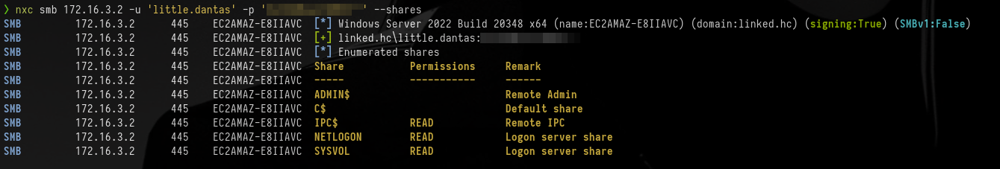 ❯ nxc smb 172.16.3.2 -u 'little.dantas' -p '' --shares
SMB 172.16.3.2 445 EC2AMAZ-E8IIAVC [*] Windows Server 2022 Build 20348 x64 (name:EC2AMAZ-E8IIAVC) (domain:linked.hc) (signing:True) (SMBv1:False)
SMB 172.16.3.2 445 EC2AMAZ-E8IIAVC [+] linked.hc\little.dantas:
SMB 172.16.3.2 445 EC2AMAZ-E8IIAVC [*] Enumerated shares
SMB 172.16.3.2 445 EC2AMAZ-E8IIAVC Share Permissions Remark
SMB 172.16.3.2 445 EC2AMAZ-E8IIAVC ----- ----------- ------
SMB 172.16.3.2 445 EC2AMAZ-E8IIAVC ADMIN$ Remote Admin
SMB 172.16.3.2 445 EC2AMAZ-E8IIAVC C$ Default share
SMB 172.16.3.2 445 EC2AMAZ-E8IIAVC IPC$ READ Remote IPC
SMB 172.16.3.2 445 EC2AMAZ-E8IIAVC NETLOGON READ Logon server share
SMB 172.16.3.2 445 EC2AMAZ-E8IIAVC SYSVOL READ Logon server share